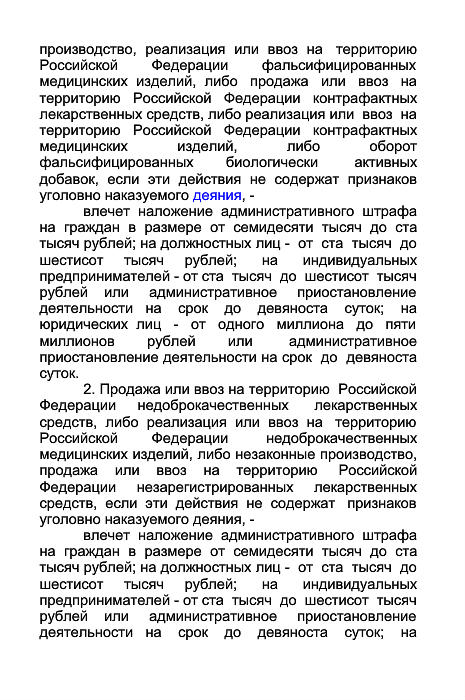 производство, реализация или ввоз на территорию
Российской Федерации фальсифицированных
медицинских изделий, либо продажа или ввоз на
территорию Российской Федерации контрафактных
лекарственных средств, либо реализация или ввоз на
территорию Российской Федерации контрафактных
медицинских изделий, либо оборот
фальсифицированных биологически активных
добавок, если эти действия не содержат признаков
уголовно наказуемого деяния, -
влечет наложение административного штрафа
на граждан в размере от семидесяти тысяч до ста
тысяч рублей; на должностных лиц - от ста тысяч до
шестисот тысяч рублей; на индивидуальных
предпринимателей - от ста тысяч до шестисот тысяч
рублей или административное приостановление
деятельности на срок до девяноста суток; на
юридических лиц - от одного миллиона до пяти
миллионов рублей или административное
приостановление деятельности на срок до девяноста
суток.
2. Продажа или ввоз на территорию Российской
Федерации недоброкачественных лекарственных
средств, либо реализация или ввоз на территорию
Российской Федерации недоброкачественных
медицинских изделий, либо незаконные производство,
продажа или ввоз на территорию Российской
Федерации незарегистрированных лекарственных
средств, если эти действия не содержат признаков
уголовно наказуемого деяния, -
влечет наложение административного штрафа
на граждан в размере от семидесяти тысяч до ста
тысяч рублей; на должностных лиц - от ста тысяч до
шестисот тысяч рублей; на индивидуальных
предпринимателей - от ста тысяч до шестисот тысяч
рублей или административное приостановление
деятельности на срок до девяноста суток; на